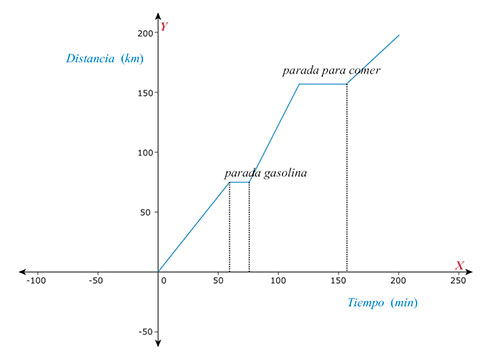 Y
200
Distancia (km)
parada para comer
150
100
parada gasolina
50
X
-100
-50
0
50
100
150
200
250
Tiempo (min)
-50